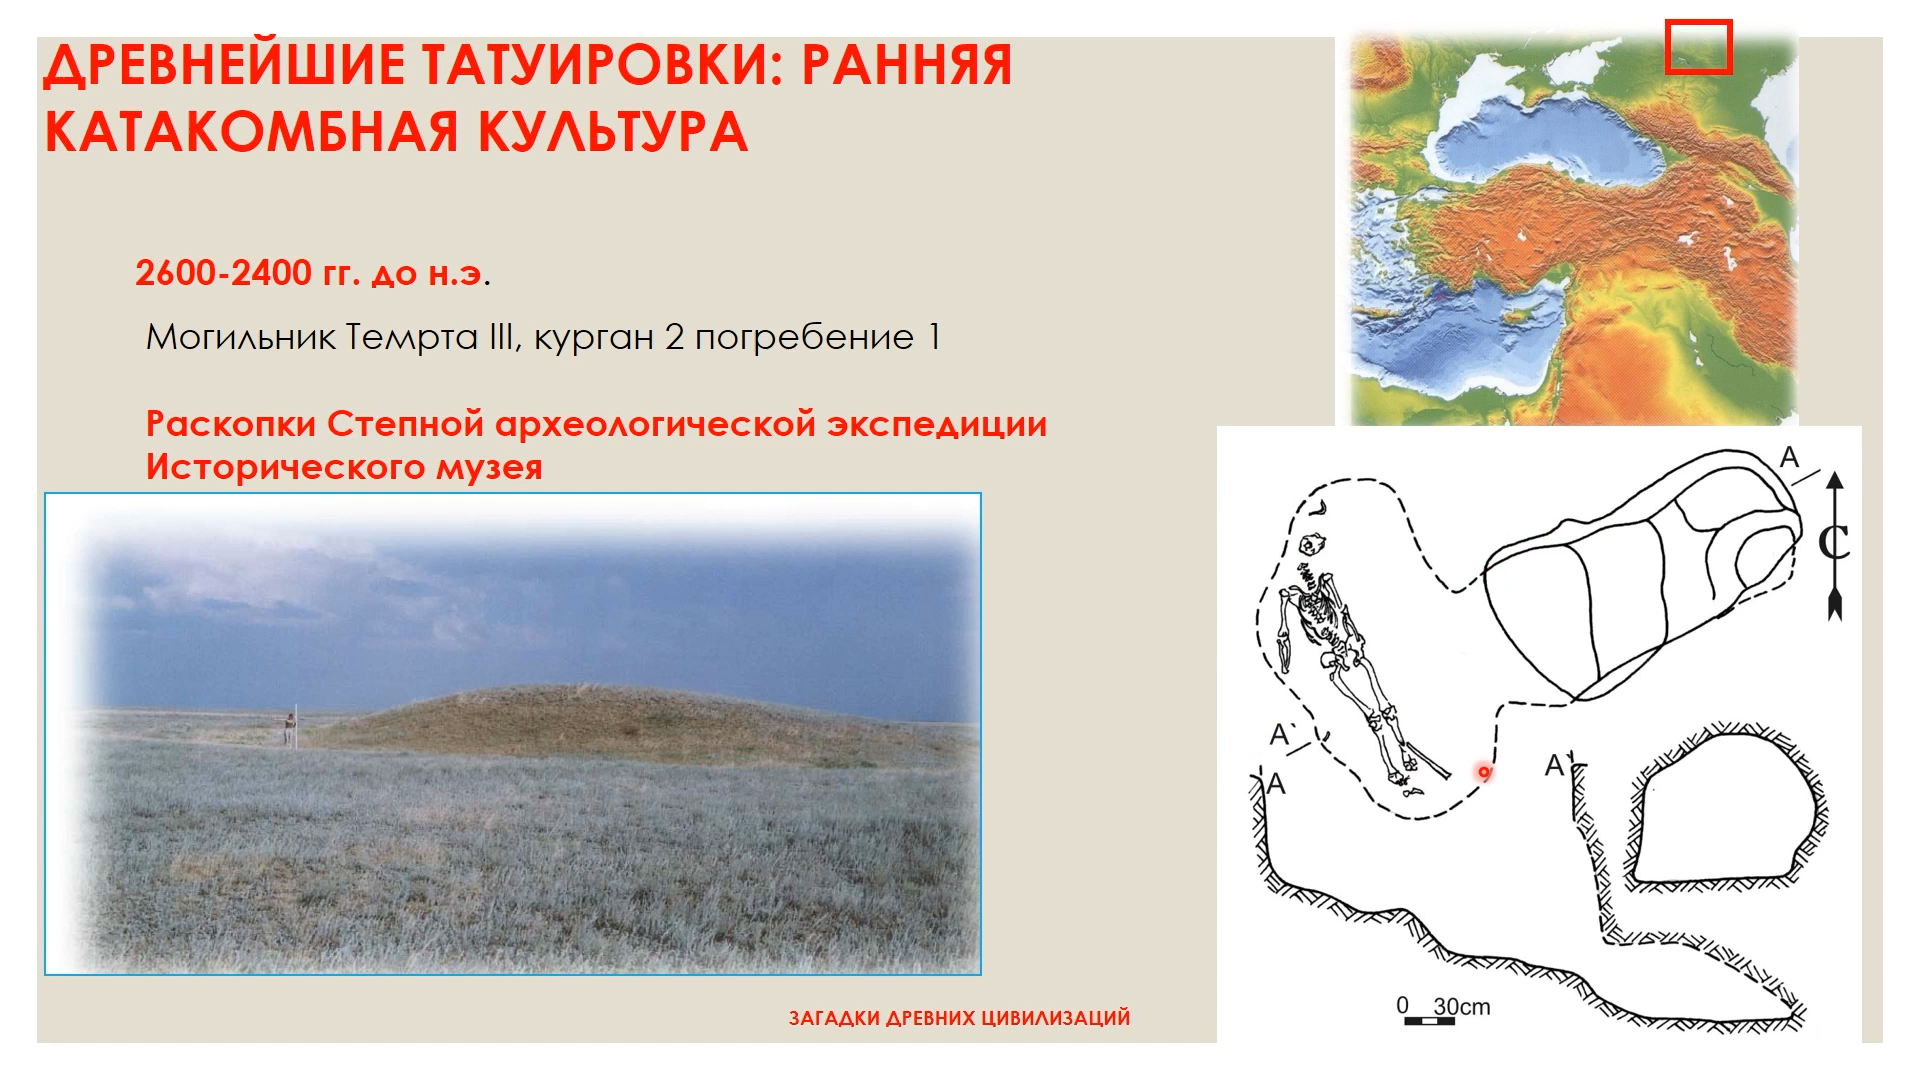 ДРЕВНЕЙШИЕ ТАТУИРОВКИ: РАННЯЯ
КАТАКОМБНАЯ КУЛЬТУРА
2600-2400 гг. до н.э.
Могильник Темрта III, курган 2 погребение 1
Раскопки Степной археологической экспедиции
Исторического музея
A
С
A`
A
A`
0 30cm
ЗАГАДКИ ДРЕВНИХ ЦИВИЛИЗАЦИЙ